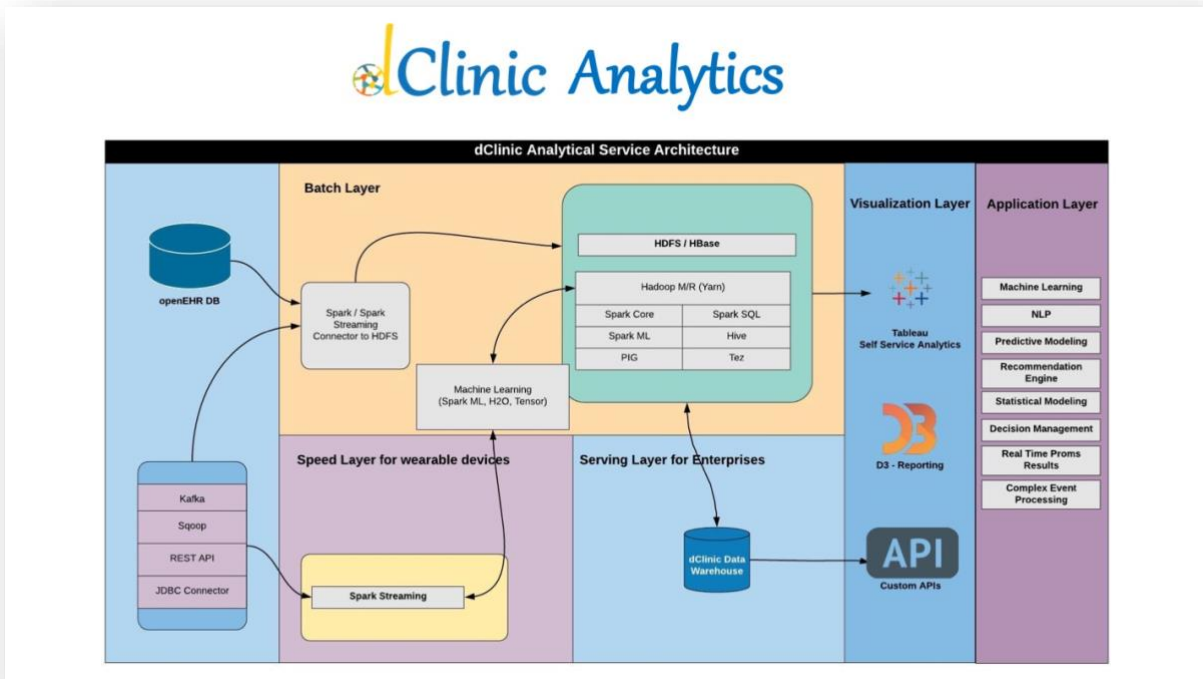 dClinic Analytics
dClinic Analytical Service Architecture
openEHR DB
Kafka
Sqoop
REST API
JDBC Connector
Batch Layer
Spark / Spark
Streaming
Connector to HDFS
Machine Learning
(Spark ML, H2O, Tensor)
HDFS / HBase
Hadoop M/R (Yarn)
Spark Core
Spark SQL
Spark ML
Hive
PIG
Tez
Speed Layer for wearable devices
Spark Streaming
Serving Layer for Enterprises
dClinic Data
Warehouse
Visualization Layer
Tableau
Self Service Analytics
D3
D3 - Reporting
API
Custom APIs
Application Layer
Machine Learning
NLP
Predictive Modeling
Recommendation
Engine
Statistical Modeling
Decision Management
Real Time Proms
Results
Complex Event
Processing